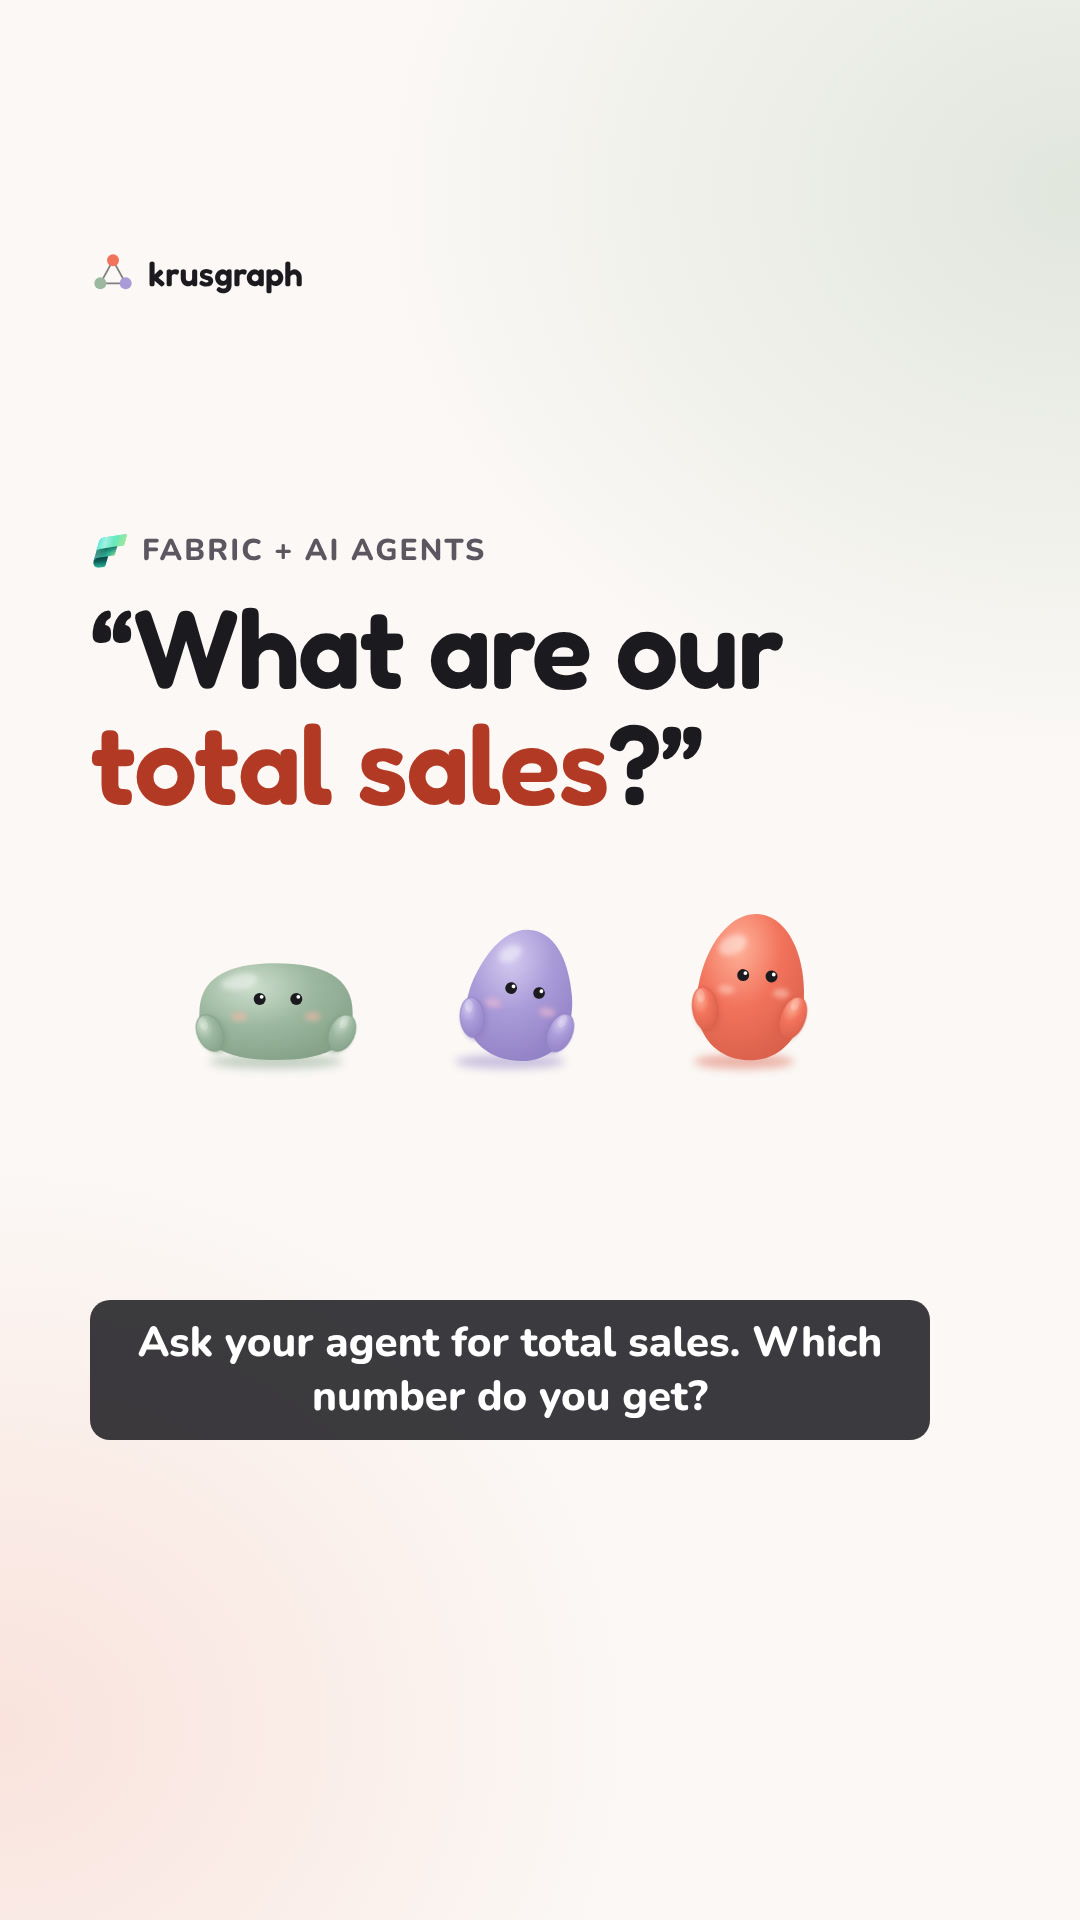 krusgraph
FABRIC + AI AGENTS
“What are our
total sales?”
Ask your agent for total sales. Which
number do you get?